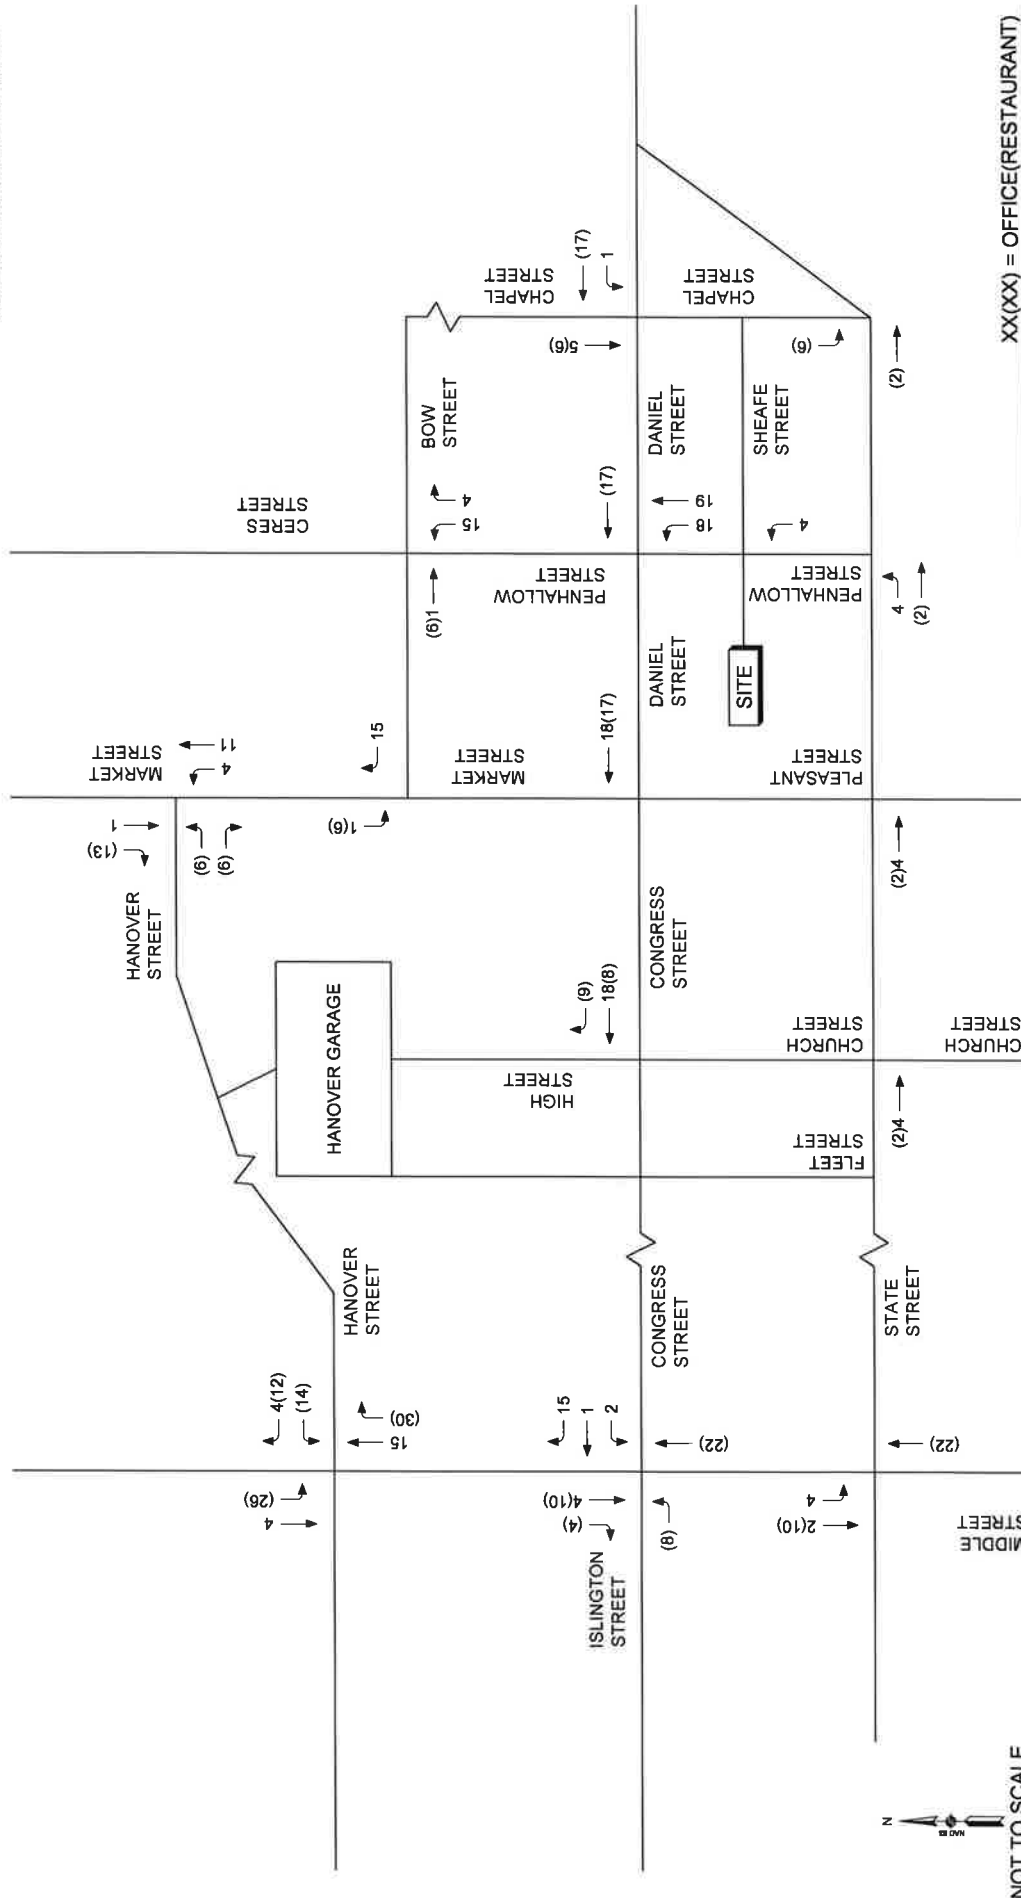 XX(XX) = OFFICE(RESTAURANT)
MARKET
STREET
CERES
STREET
1
(13)
4
11
HANOVER
STREET
(6)
(6)
15
1(6)
(6)1
15
4
BOW
STREET
CHAPEL
STREET
(17)
1
HANOVER GARAGE
HIGH
STREET
(9)
18(8)
MARKET
STREET
18(17)
PENHALLOW
STREET
(17)
5(6)
CONGRESS
STREET
DANIEL
STREET
18
19
DANIEL
STREET
CHAPEL
STREET
SITE
SHEAFE
STREET
4
(6)
FLEET
STREET
CHURCH
STREET
PLEASANT
STREET
PENHALLOW
STREET
(2)4
(2)4
4
(2)
(2)
CHURCH
STREET
HANOVER
STREET
4(12)
(14)
4
(26)
15
(30)
15
1
2
CONGRESS
STREET
(4)
4(10)
ISLINGTON
STREET
(8)
(22)
2(10)
4
(22)
STATE
STREET
MIDDLE
STREET
N
NOT TO SCALE